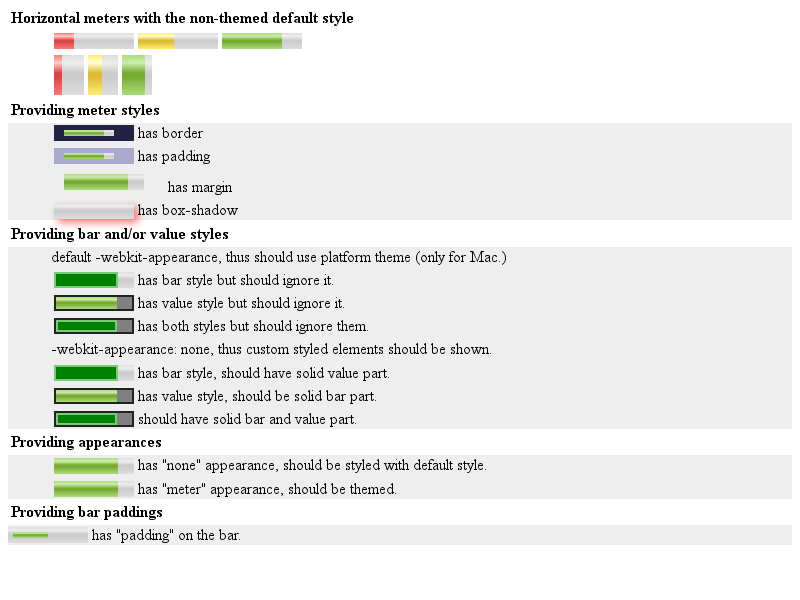 Horizontal meters with the non-themed default style
Providing meter styles
has border
has padding
has margin
has box-shadow
Providing bar and/or value styles
default -webkit-appearance, thus should use platform theme (only for Mac.)
has bar style but should ignore it.
has value style but should ignore it.
has both styles but should ignore them.
-webkit-appearance: none, thus custom styled elements should be shown.
has bar style, should have solid value part.
has value style, should be solid bar part.
should have solid bar and value part.
Providing appearances
has "none" appearance, should be styled with default style.
has "meter" appearance, should be themed.
Providing bar paddings
has "padding" on the bar.